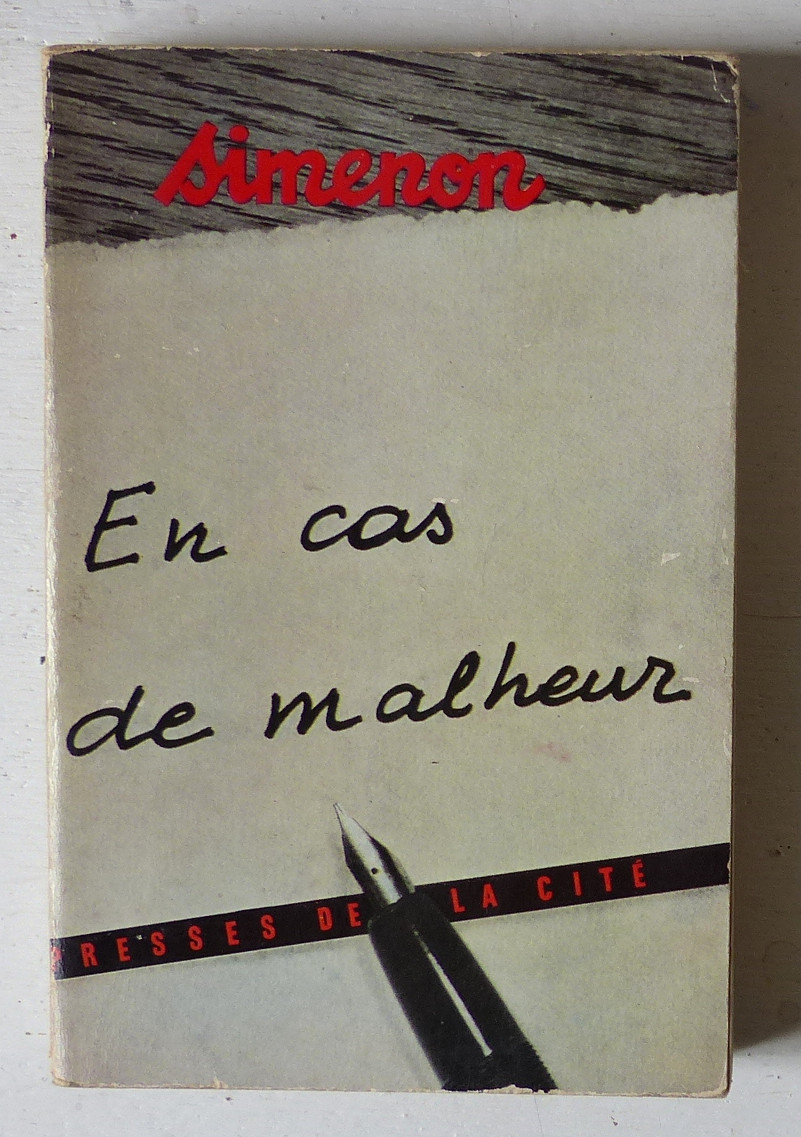 simenon
En cas
de malheur
PRESSES DE LA CITÉ